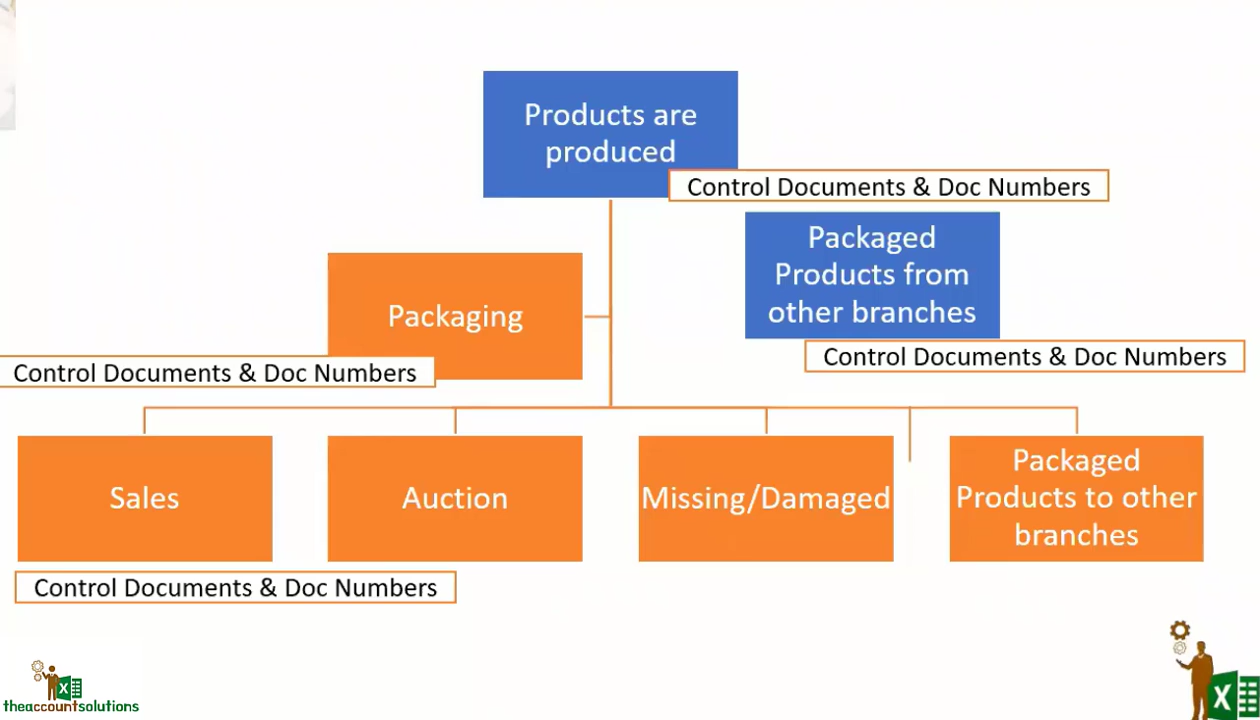 Products are
produced
Control Documents & Doc Numbers
Packaged
Products from
other branches
Control Documents & Doc Numbers
Packaging
Control Documents & Doc Numbers
Sales
Auction
Missing/Damaged
Packaged
Products to other
branches
Control Documents & Doc Numbers
X
theaccountsolutions
X